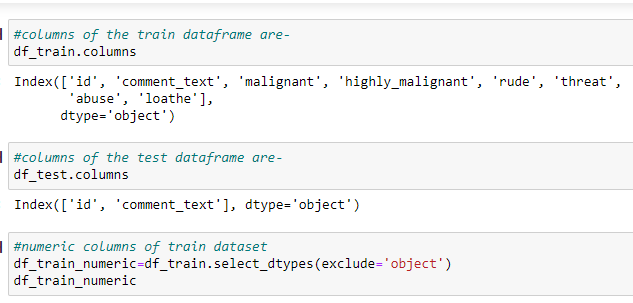 #columns of the train dataframe are-
df_train.columns
Index(['id', 'comment_text', 'malignant', 'highly_malignant', 'rude', 'threat',
'abuse', 'loathe'],
dtype='object')
#columns of the test dataframe are-
df_test.columns
Index(['id', 'comment_text'], dtype='object')
#numeric columns of train dataset
df_train_numeric=df_train.select_dtypes(exclude='object')
df_train_numeric